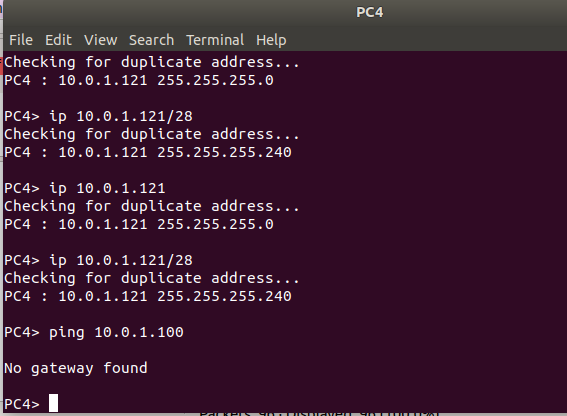 PC4
File Edit View Search Terminal Help
Checking for duplicate address...
PC4 : 10.0.1.121 255.255.255.0
PC4> ip 10.0.1.121/28
Checking for duplicate address...
PC4 : 10.0.1.121 255.255.255.240
PC4> ip 10.0.1.121
Checking for duplicate address...
PC4 : 10.0.1.121 255.255.255.0
PC4> ip 10.0.1.121/28
Checking for duplicate address...
PC4 : 10.0.1.121 255.255.255.240
PC4> ping 10.0.1.100
No gateway found
PC4>